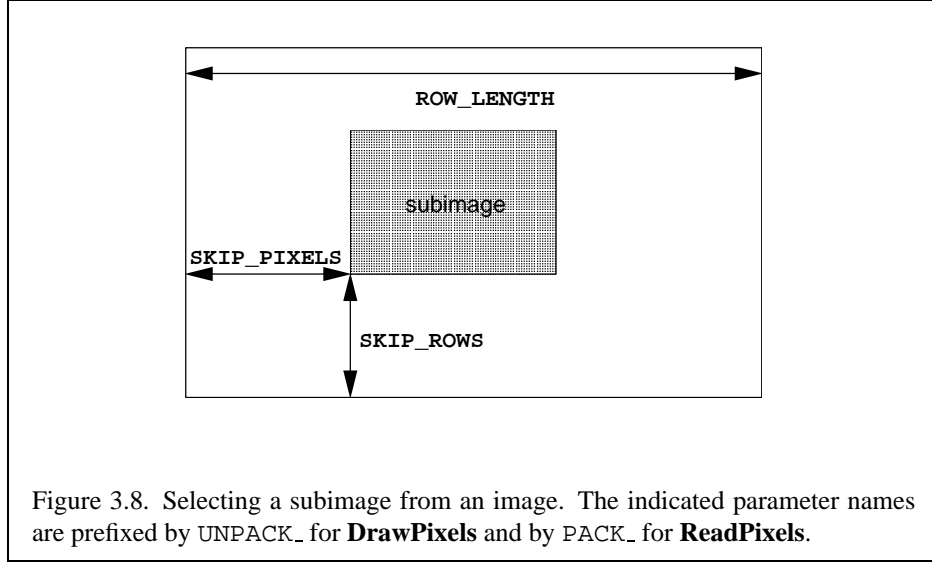 ROW_LENGTH
subimage
SKIP_PIXELS
SKIP_ROWS
Figure 3.8. Selecting a subimage from an image. The indicated parameter names
are prefixed by UNPACK_ for DrawPixels and by PACK_ for ReadPixels.